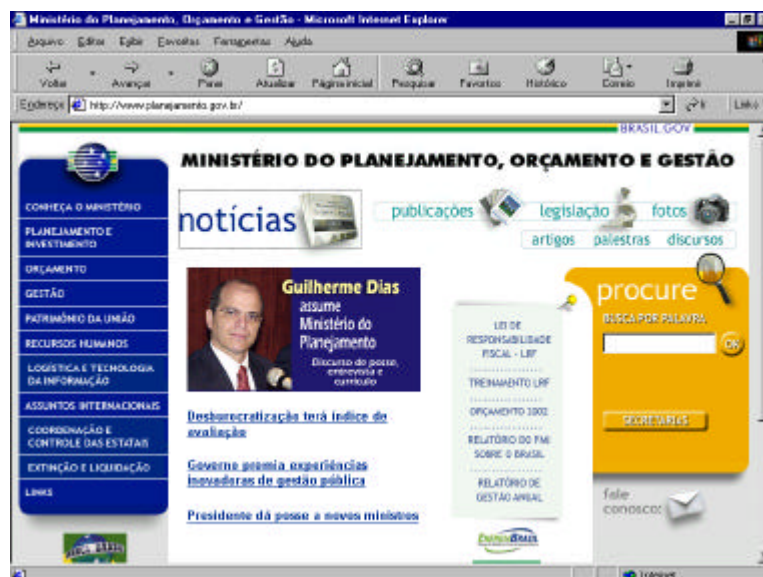 Ministério do Planejamento, Orçamento e Gestão - Microsoft Internet Explorer
Arquivo Editar Exibir Favoritos Ferramentas Ajuda
Voltar Avançar Parar Atualizar Página inicial Pesquisar Favoritos Histórico Correio Imprimir
Endereço http://www.planejamento.gov.br/ Ir Links
BRASIL.GOV
MINISTÉRIO DO PLANEJAMENTO, ORÇAMENTO E GESTÃO
notícias
publicações legislação fotos
artigos palestras discursos
CONHEÇA O MINISTÉRIO
PLANEJAMENTO E
INVESTIMENTO
ORÇAMENTO
GESTÃO
PATRIMÔNIO DA UNIÃO
RECURSOS HUMANOS
LOGÍSTICA E TECNOLOGIA
DA INFORMAÇÃO
ASSUNTOS INTERNACIONAIS
COORDENAÇÃO E
CONTROLE DAS ESTATAIS
EXTINÇÃO E LIQUIDAÇÃO
LINKS
Guilherme Dias
assume
Ministério do
Planejamento
Discurso de posse,
entrevista e
currículo
Desburocratização terá índice de
avaliação
Governo premia experiências
inovadoras de gestão pública
Presidente dá posse a novos ministros
LEI DE
RESPONSABILIDADE
FISCAL - LRF
TREINAMENTO LRF
ORÇAMENTO 2002
RELATÓRIO DO FMI
SOBRE O BRASIL
RELATÓRIO DE
GESTÃO ANUAL
procure
BUSCA POR PALAVRA
OK
SECRETARIAS
fale
conosco:
Internet